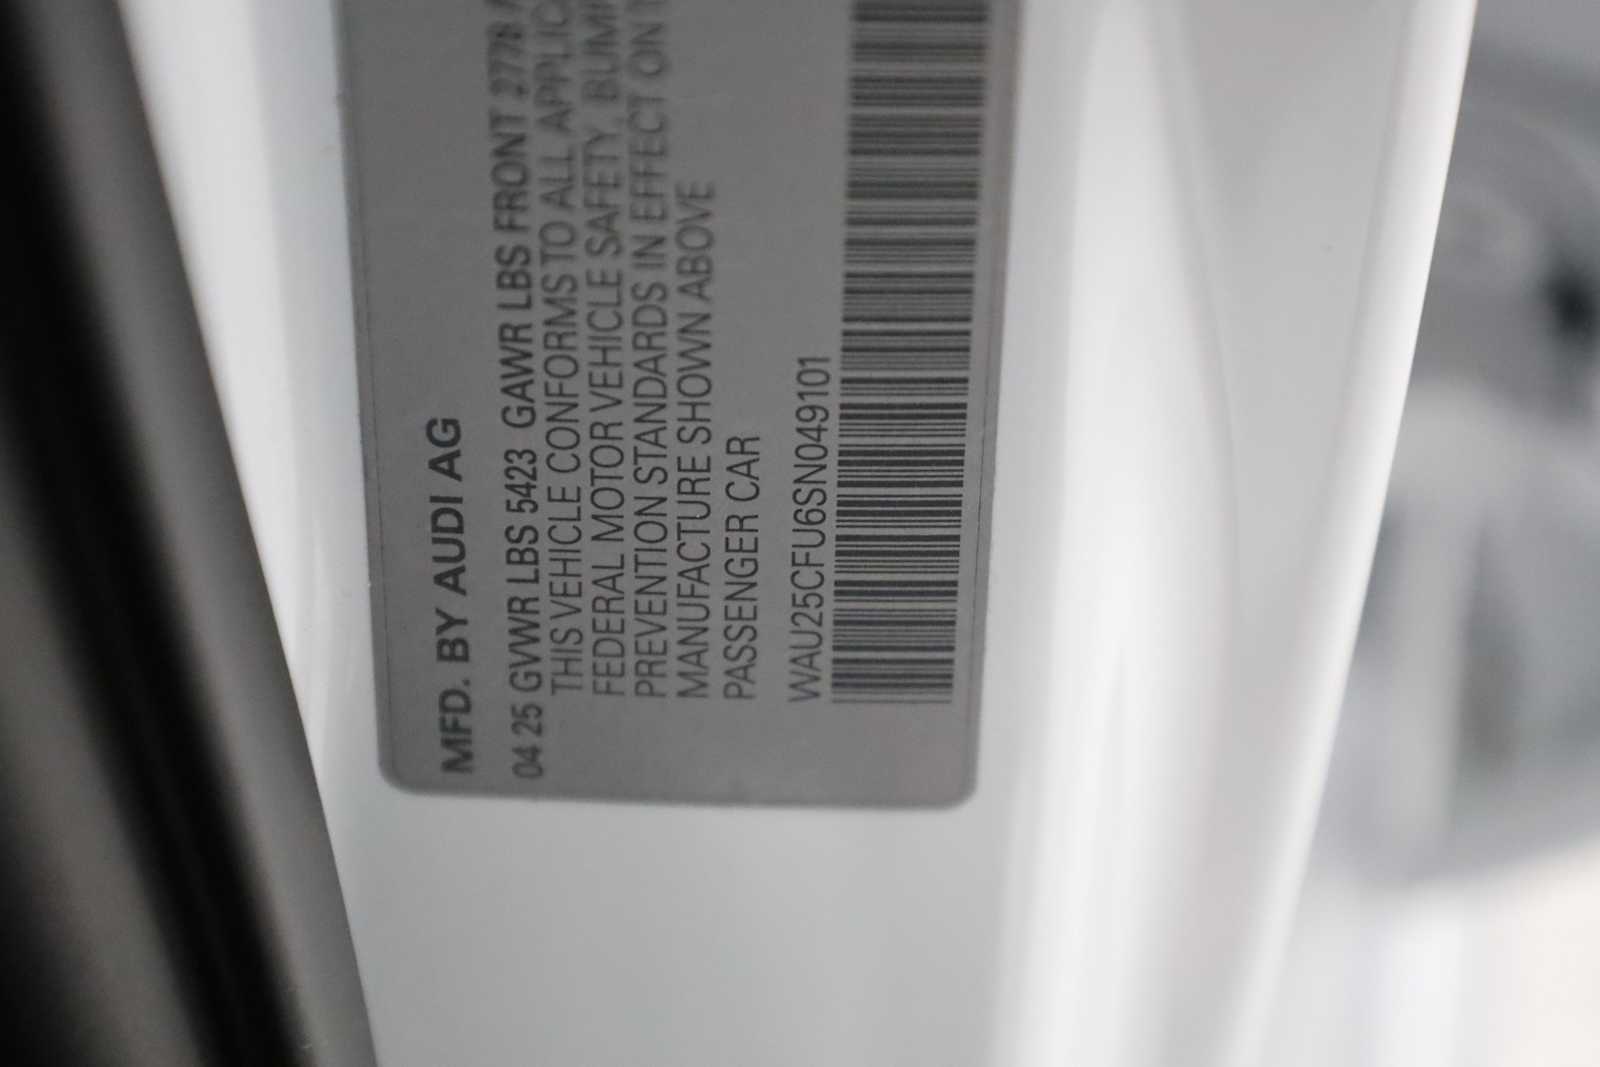 MFD. BY AUDI AG
04 25 GVWR LBS 5423 GAWR LBS FRONT 2778
THIS VEHICLE CONFORMS TO ALL
FEDERAL MOTOR VEHICLE SAFETY,
PREVENTION STANDARDS IN EFFECT ON
MANUFACTURE SHOWN ABOVE
PASSENGER CAR
WAU25CFU6SN049101